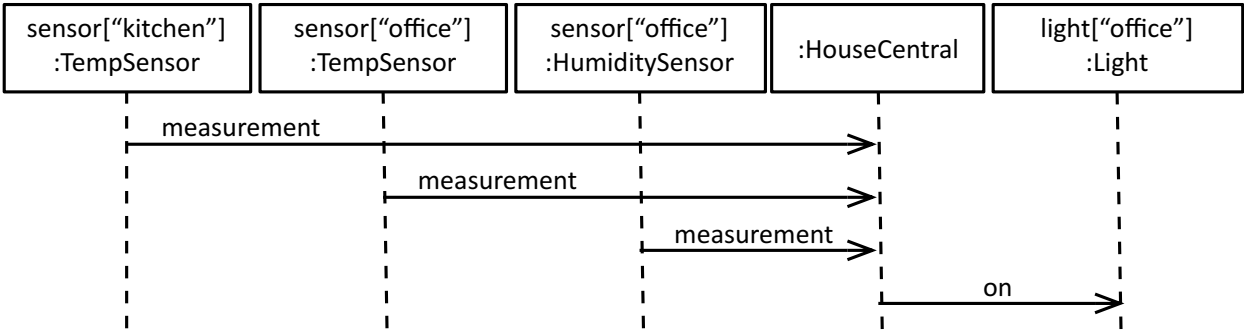 sensor[“kitchen”]
:TempSensor
sensor[“office”]
:TempSensor
sensor[“office”]
:HumiditySensor
:HouseCentral
light[“office”]
:Light
measurement
measurement
measurement
on